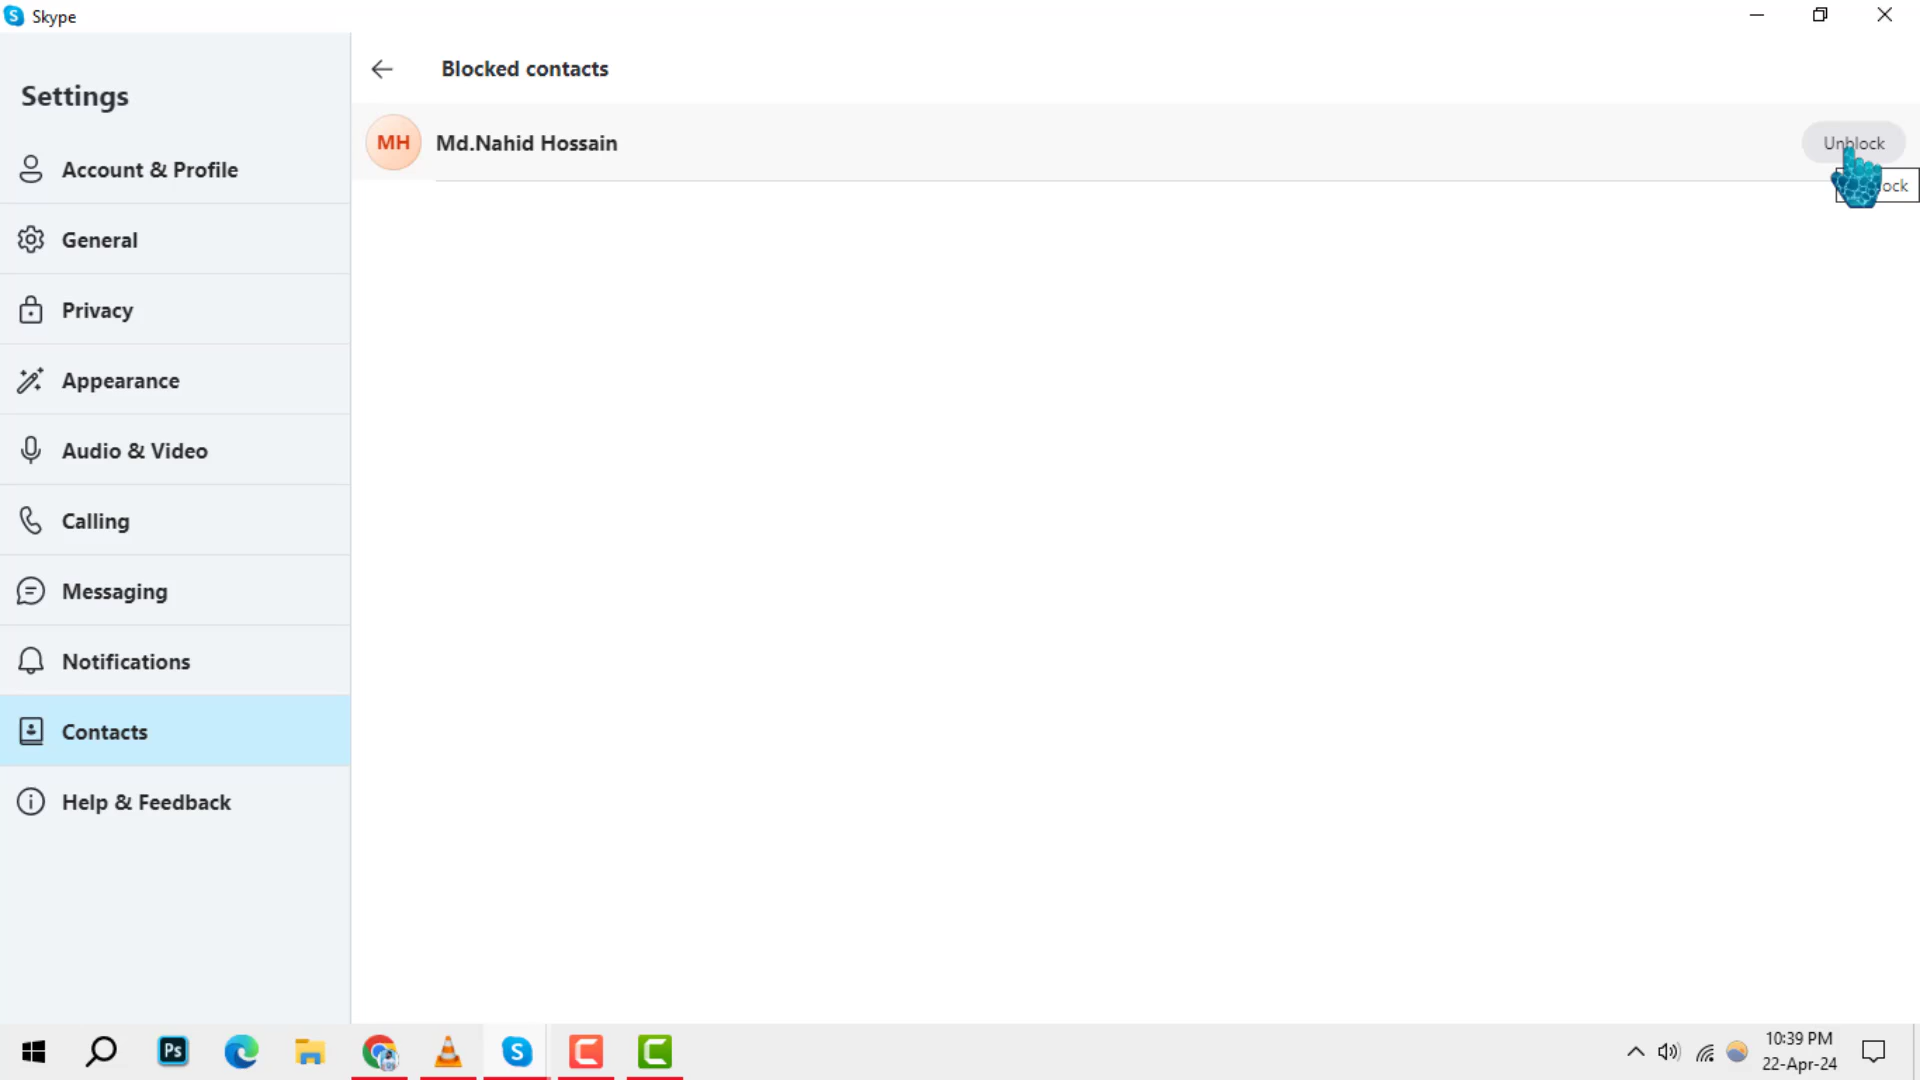 Skype
Settings
Account & Profile
General
Privacy
Appearance
Audio & Video
Calling
Messaging
Notifications
Contacts
Help & Feedback
Blocked contacts
MH
Md.Nahid Hossain
Unblock
Ps
S
C
C
10:39 PM
22-Apr-24